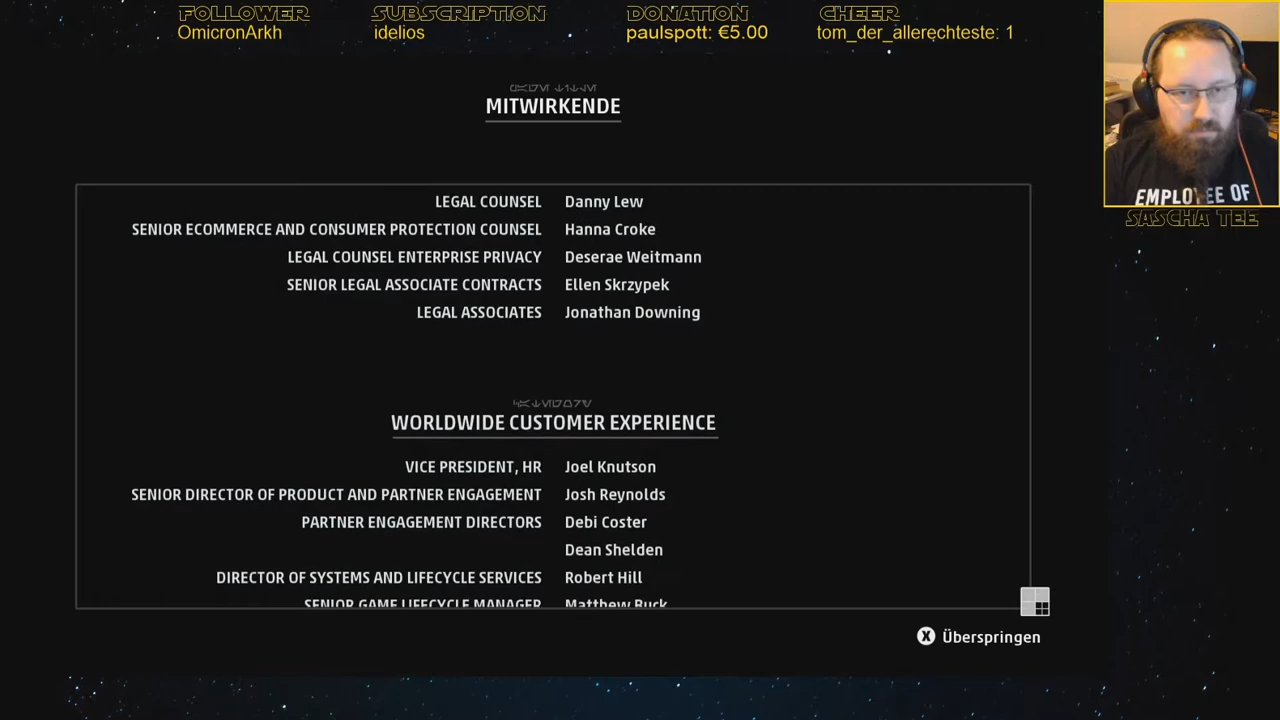 FOLLOWER
OmicronArkh
SUBSCRIPTION
idelios
DONATION
paulspott: €5.00
CHEER
tom_der_allerechteste: 1
EMPLOYEE OF
SASCHA TEE
MITWIRKENDE
LEGAL COUNSEL Danny Lew
SENIOR ECOMMERCE AND CONSUMER PROTECTION COUNSEL Hanna Croke
LEGAL COUNSEL ENTERPRISE PRIVACY Deserae Weitmann
SENIOR LEGAL ASSOCIATE CONTRACTS Ellen Skrzypek
LEGAL ASSOCIATES Jonathan Downing
WORLDWIDE CUSTOMER EXPERIENCE
VICE PRESIDENT, HR Joel Knutson
SENIOR DIRECTOR OF PRODUCT AND PARTNER ENGAGEMENT Josh Reynolds
PARTNER ENGAGEMENT DIRECTORS Debi Coster
Dean Shelden
DIRECTOR OF SYSTEMS AND LIFECYCLE SERVICES Robert Hill
SENIOR GAME LIFECYCLE MANAGER Matthew Buck
X Überspringen